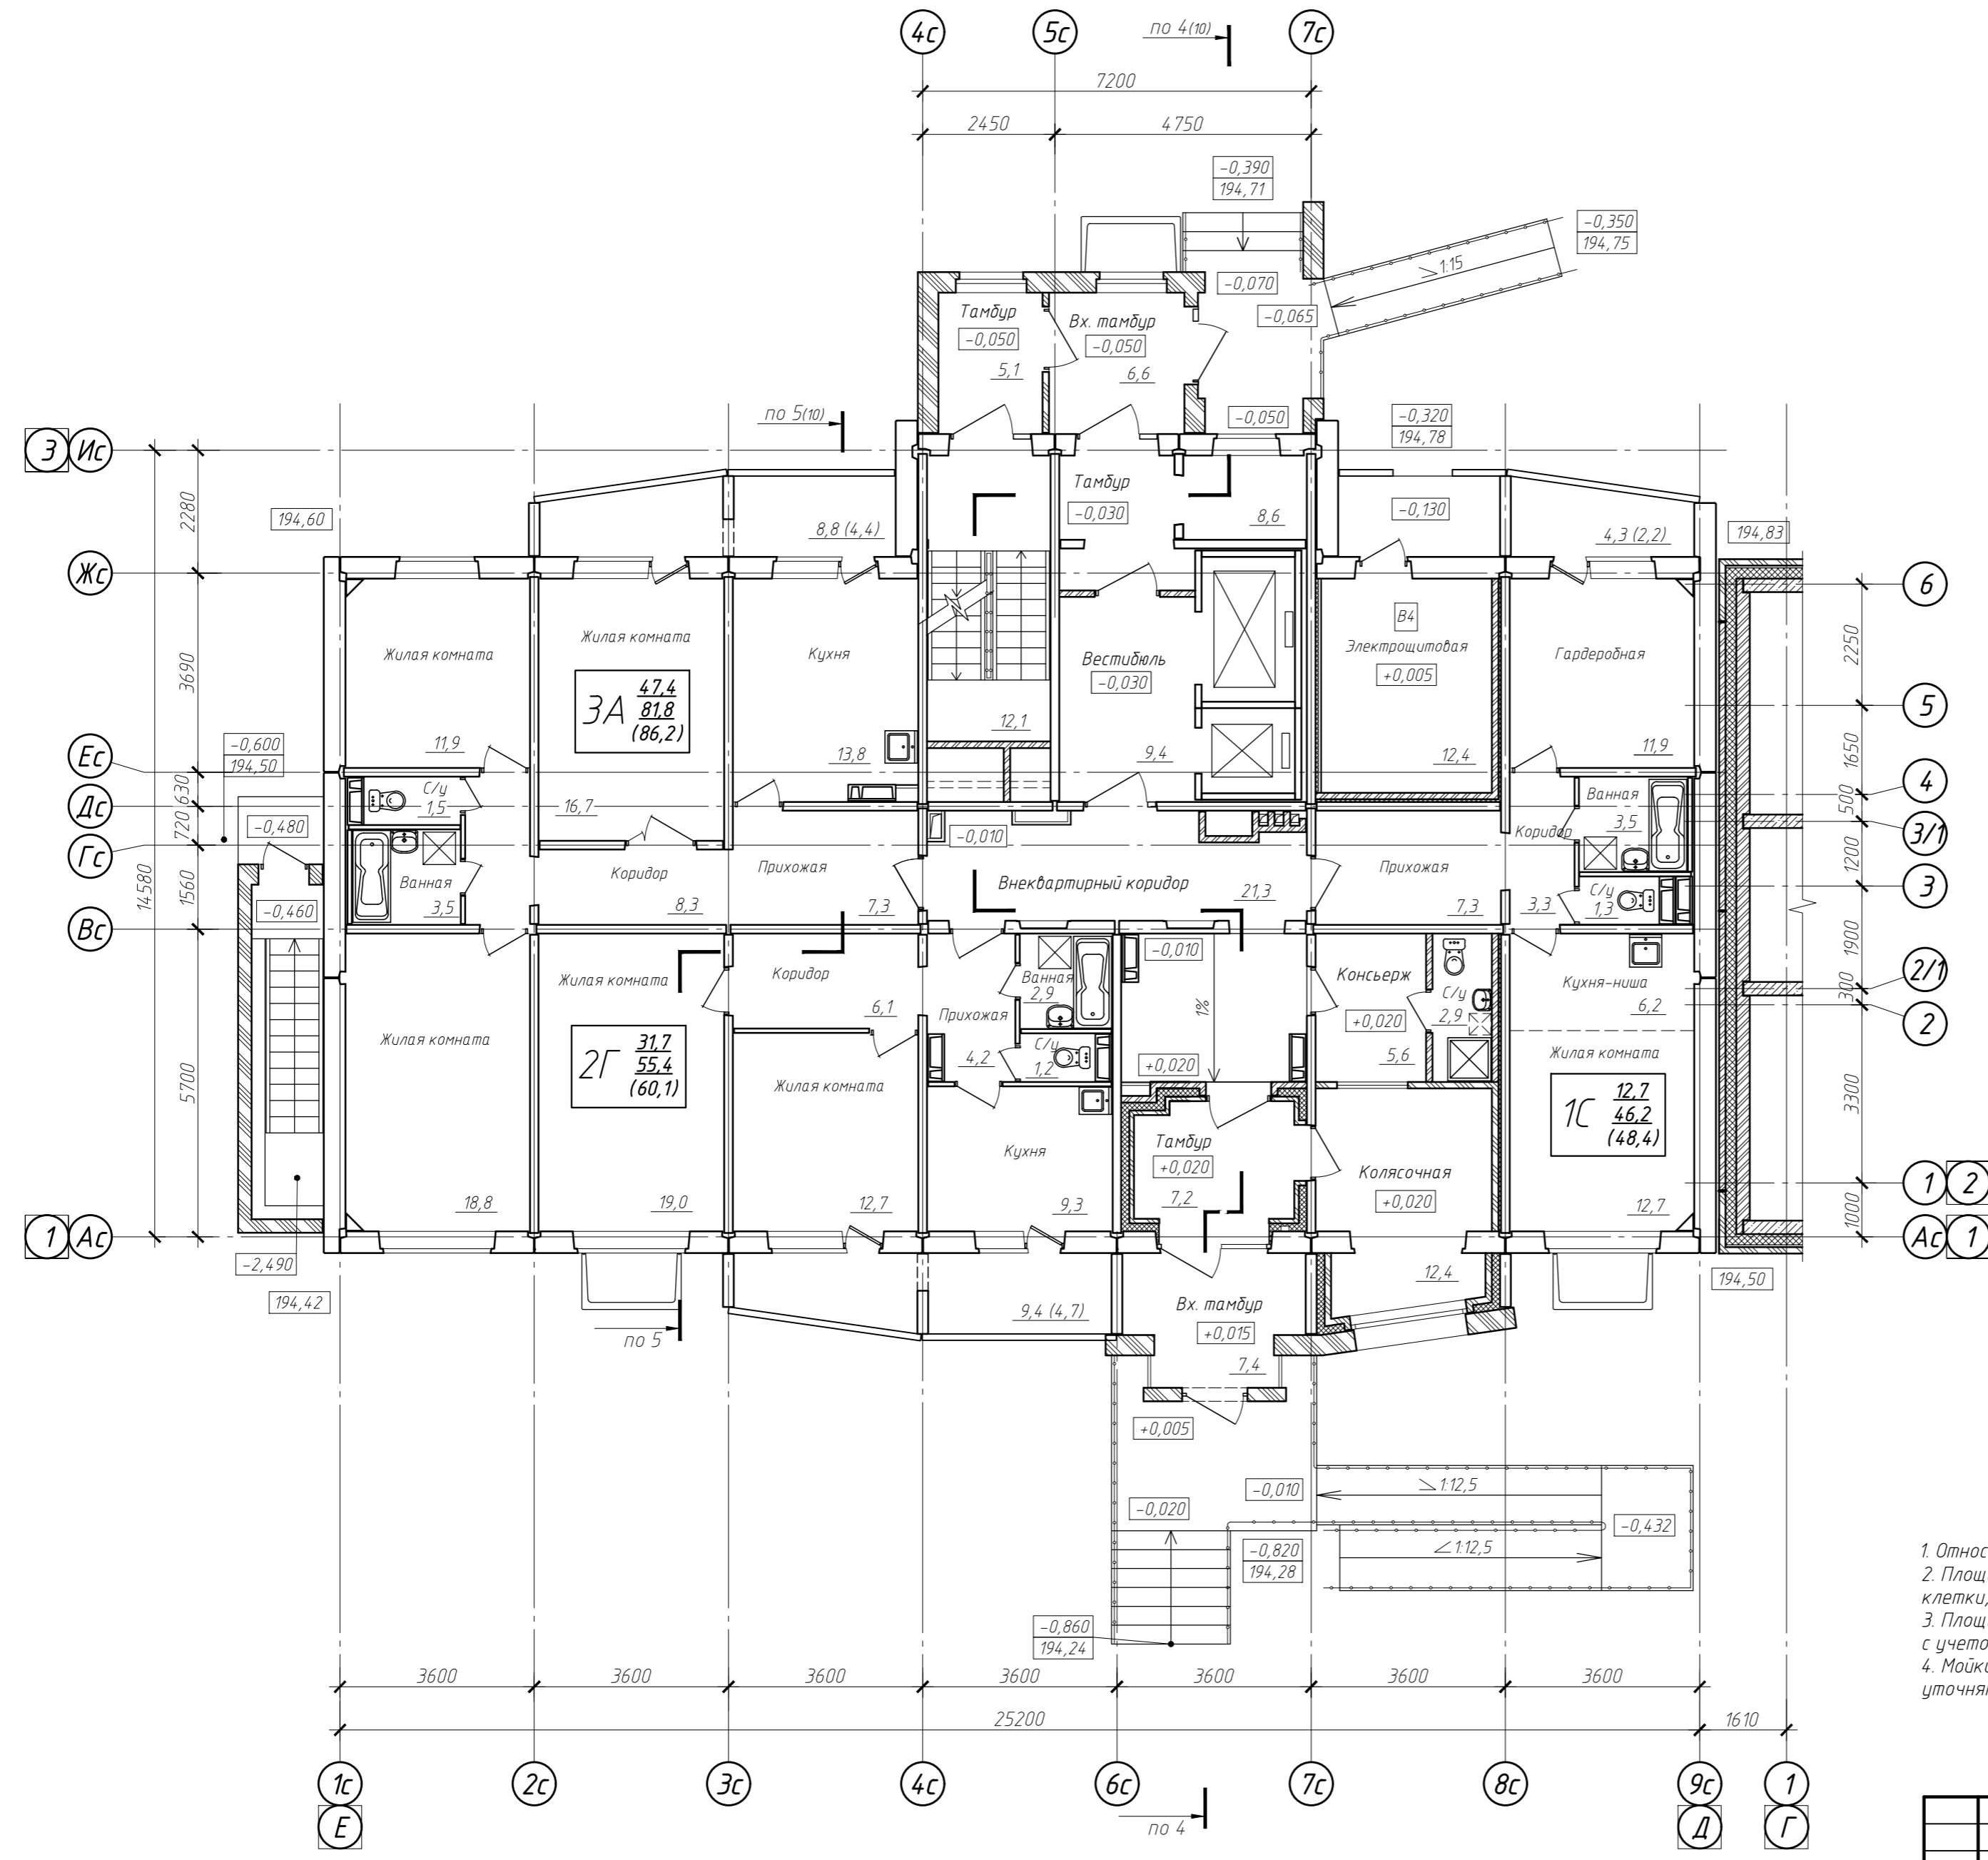 4с
5с
7с
по 4(10)
7200
2450
4750
-0,390
194,71
-0,350
194,75
1:15
-0,070
-0,065
Тамбур
-0,050
5,1
Вх. тамбур
-0,050
6,6
-0,050
-0,320
194,78
по 5(10)
3
Ис
2280
194,60
8,8 (4,4)
Тамбур
-0,030
8,6
-0,130
4,3 (2,2)
194,83
Жс
6
3690
2250
Жилая комната
Жилая комната
Кухня
Вестибюль
-0,030
В4
Электрощитовая
+0,005
Гардеробная
3А
47,4
81,8
(86,2)
5
12,1
11,9
13,8
9,4
12,4
11,9
-0,600
194,50
Ес
630
1650
С/у
1,5
16,7
Ванная
3,5
4
Дс
720
500
-0,480
-0,010
Коридор
3/1
Гс
14580
1560
1200
Ванная
3,5
Коридор
8,3
Прихожая
7,3
Внеквартирный коридор
21,3
Прихожая
7,3
3,3
С/у
1,3
3
-0,460
Вс
1900
Жилая комната
Коридор
6,1
Ванная
2,9
-0,010
Консьерж
С/у
2,9
Кухня-ниша
6,2
2/1
300
1%
Прихожая
4,2
+0,020
5,6
2
Жилая комната
С/у
1,2
+0,020
Жилая комната
2Г
31,7
55,4
(60,1)
5700
Жилая комната
3300
1С
12,7
46,2
(48,4)
Кухня
Тамбур
+0,020
7,2
Колясочная
+0,020
18,8
19,0
12,7
9,3
12,7
1
2
1
Ас
1000
Ас
1
-2,490
194,42
12,4
194,50
9,4 (4,7)
Вх. тамбур
+0,015
7,4
по 5
+0,005
-0,010
1:12,5
-0,020
-0,432
1:12,5
-0,820
194,28
-0,860
194,24
1. Относ
2. Площ
клетки,
3. Площ
с учето
4. Мойки
уточня
3600
3600
3600
3600
3600
3600
3600
25200
1610
1с
2с
3с
4с
6с
7с
8с
9с
1
Е
Д
Г
по 4